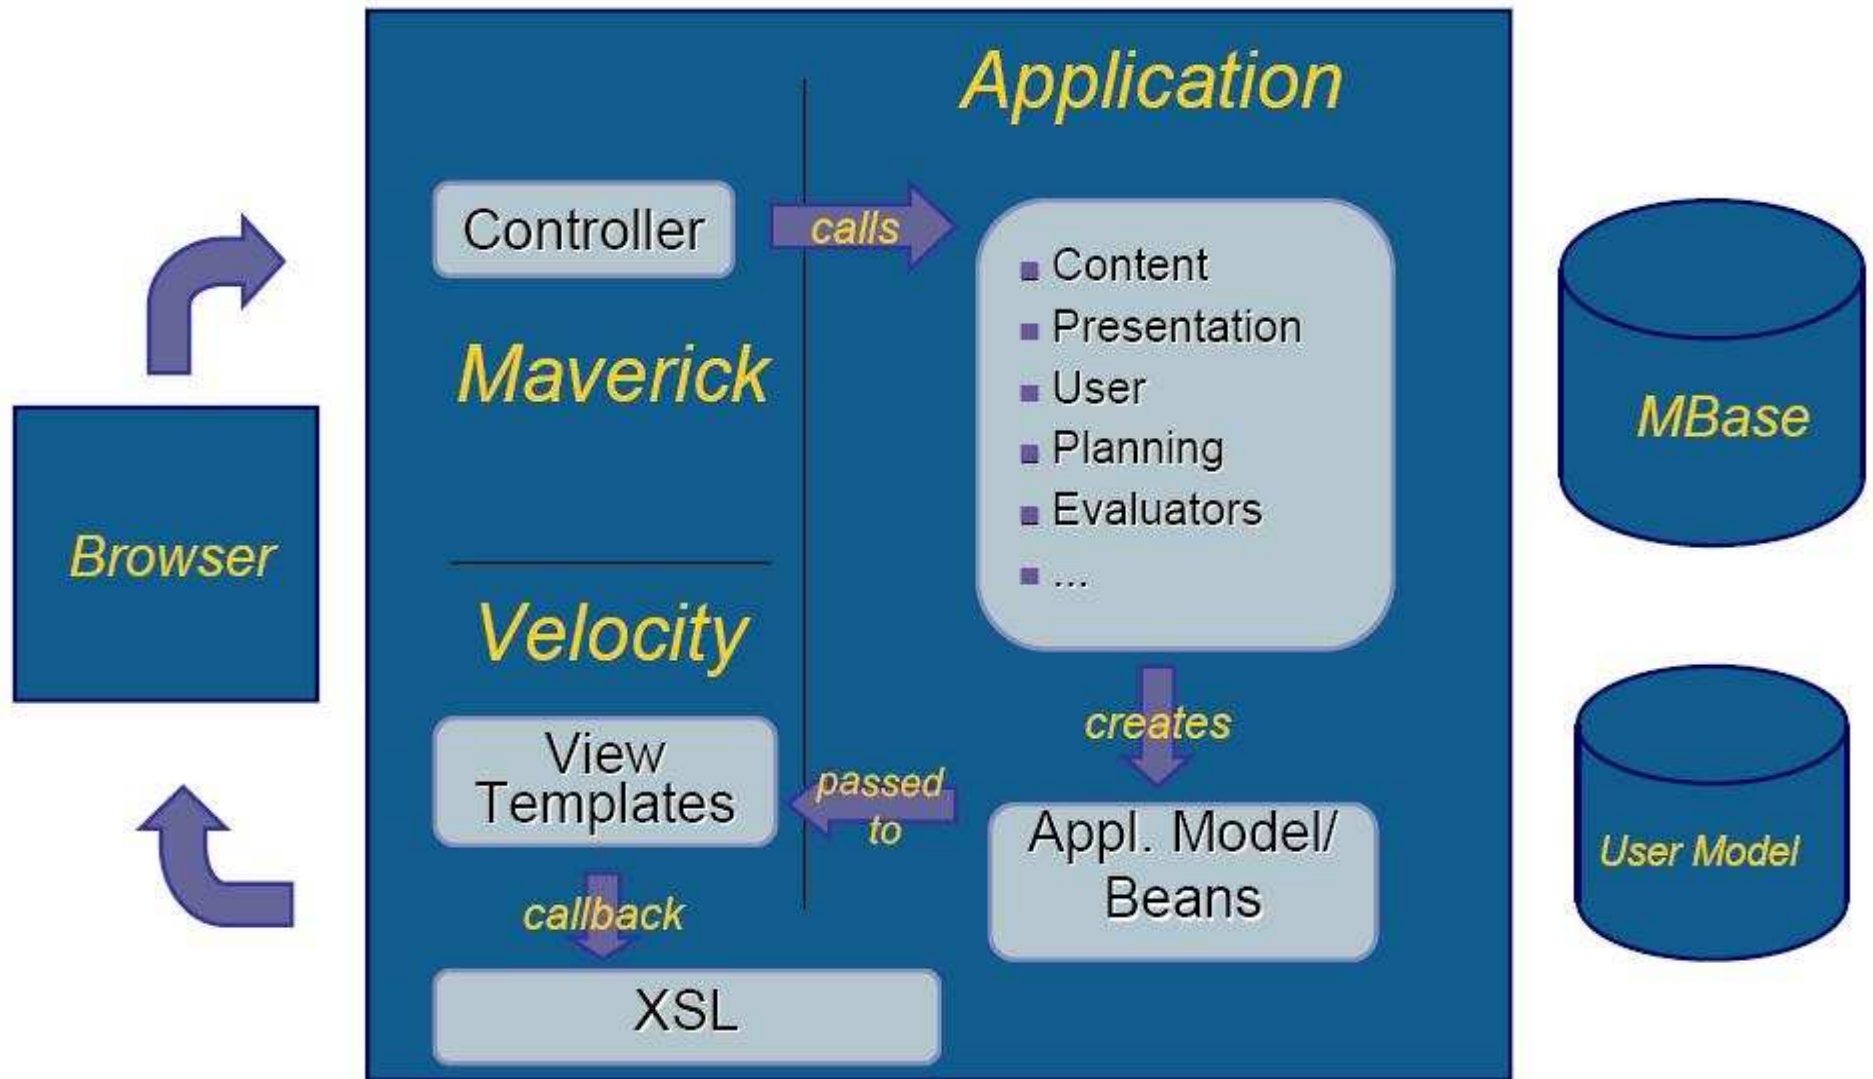 Application
Controller
calls
Content
Presentation
User
Planning
Evaluators
...
Maverick
MBase
Browser
Velocity
creates
View
Templates
passed
to
Appl. Model/
Beans
User Model
callback
XSL